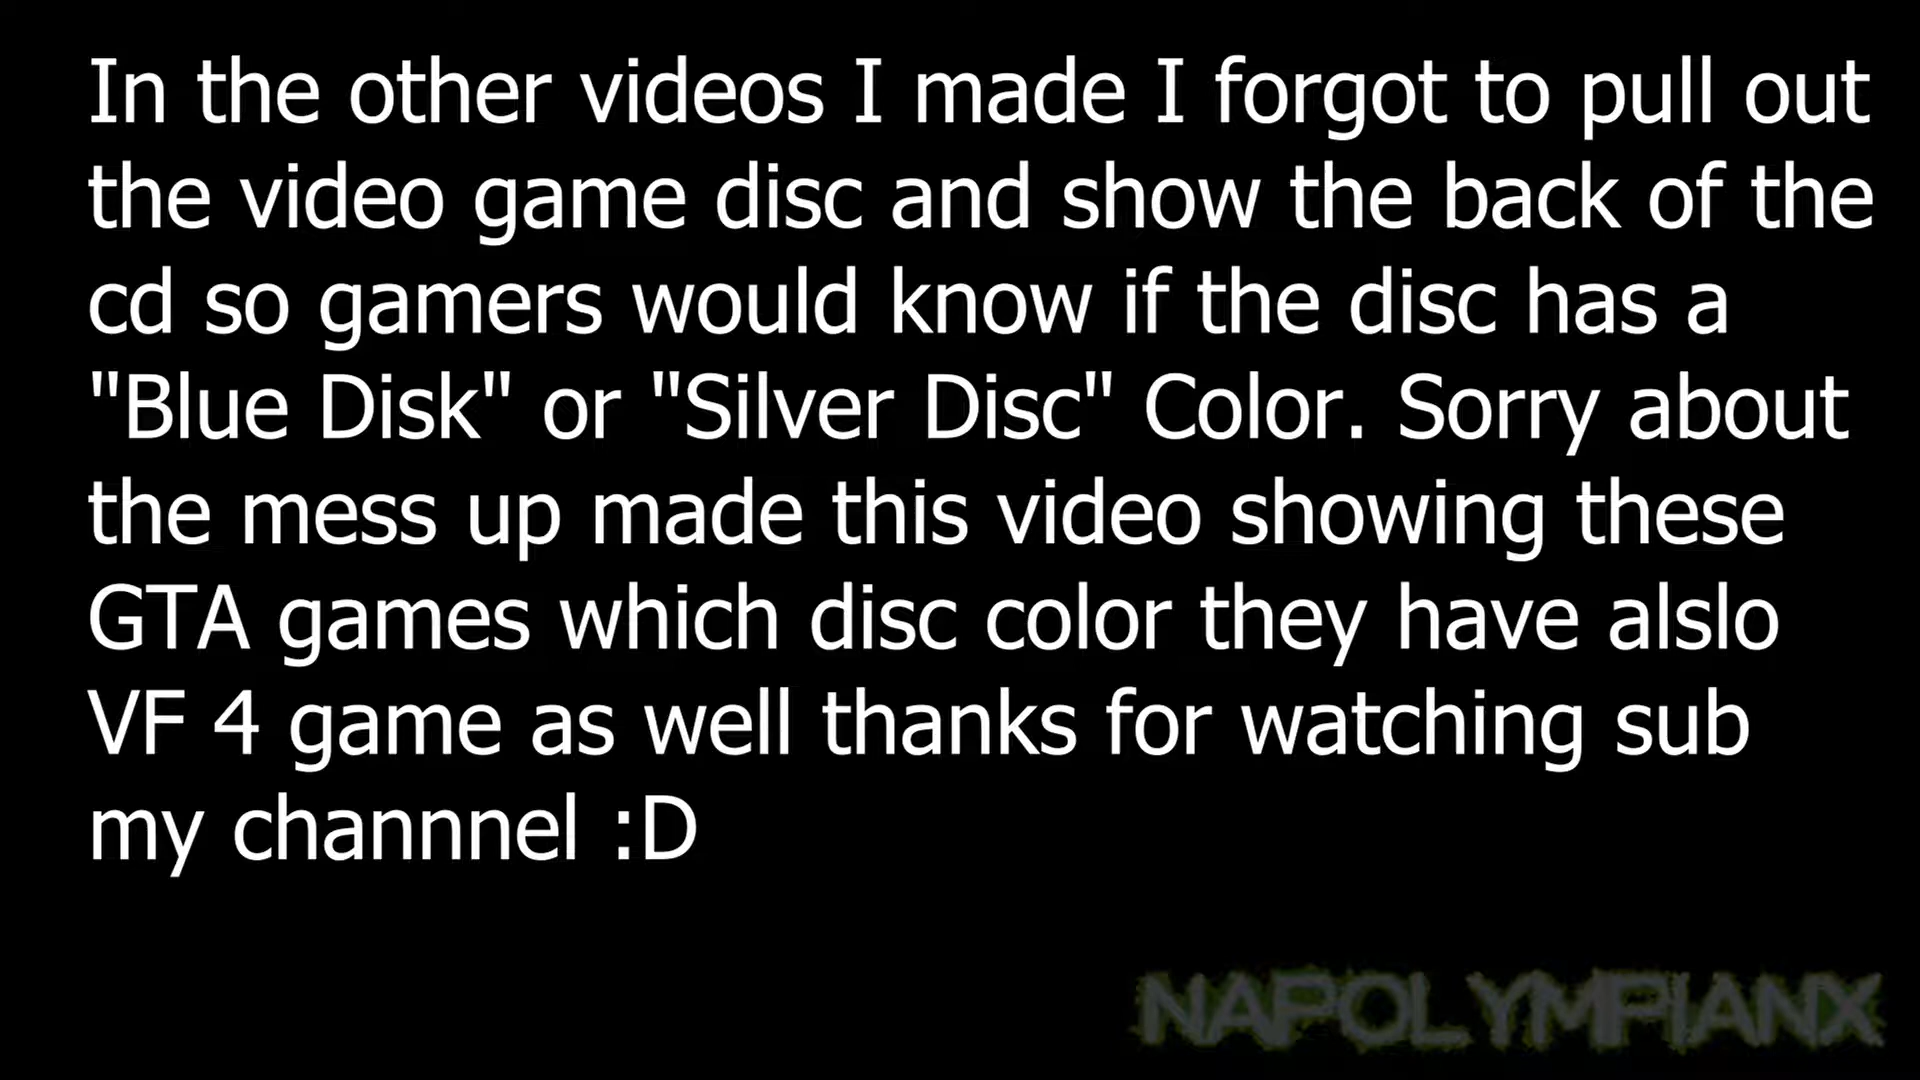 In the other videos I made I forgot to pull out
the video game disc and show the back of the
cd so gamers would know if the disc has a
"Blue Disk" or "Silver Disc" Color. Sorry about
the mess up made this video showing these
GTA games which disc color they have alslo
VF 4 game as well thanks for watching sub
my channnel :D
NAPOLYMPIANX